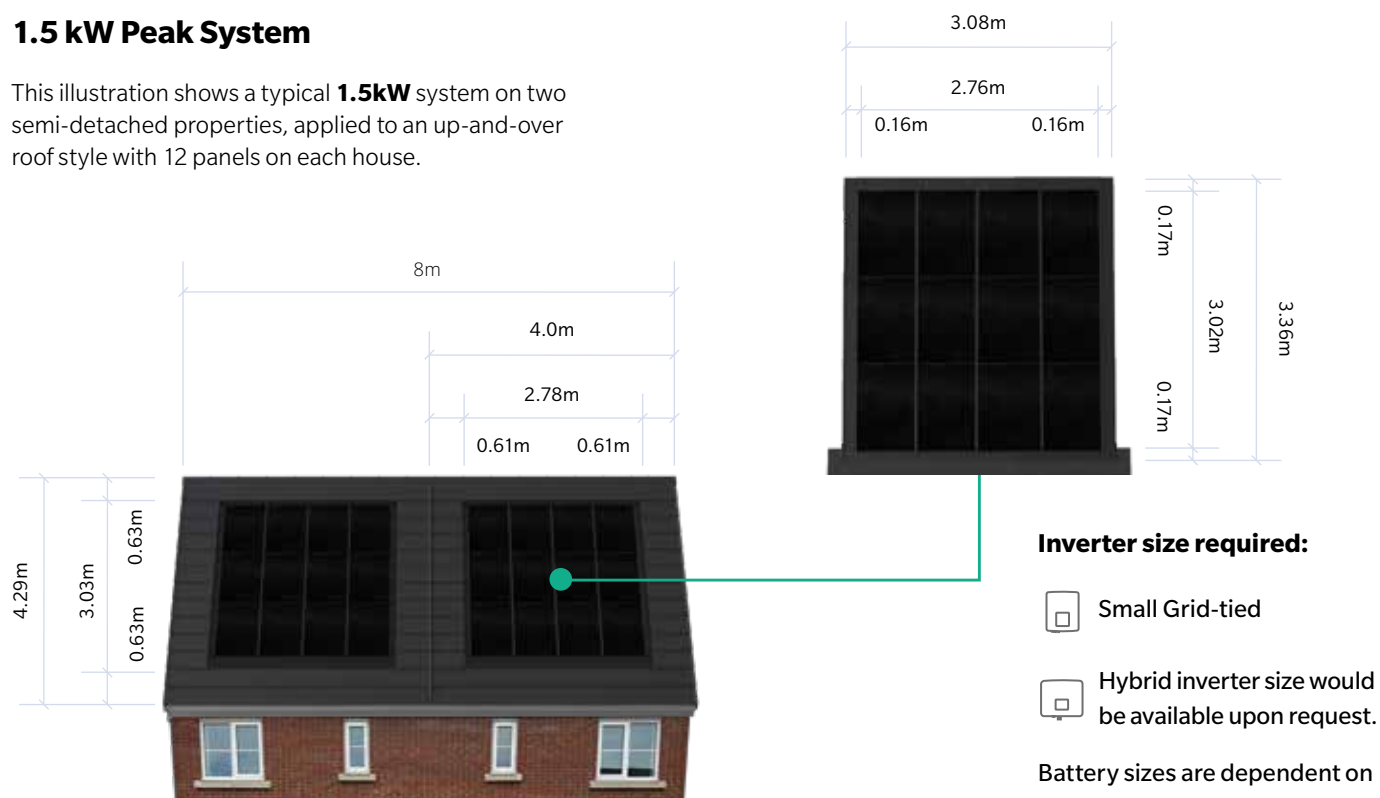 1.5 kW Peak System
This illustration shows a typical 1.5kW system on two
semi-detached properties, applied to an up-and-over
roof style with 12 panels on each house.
3.08m
2.76m
0.16m 0.16m
0.17m
3.02m
3.36m
0.17m
8m
4.0m
2.78m
0.61m 0.61m
0.63m
4.29m
3.03m
0.63m
Inverter size required:
Small Grid-tied
Hybrid inverter size would
be available upon request.
Battery sizes are dependent on